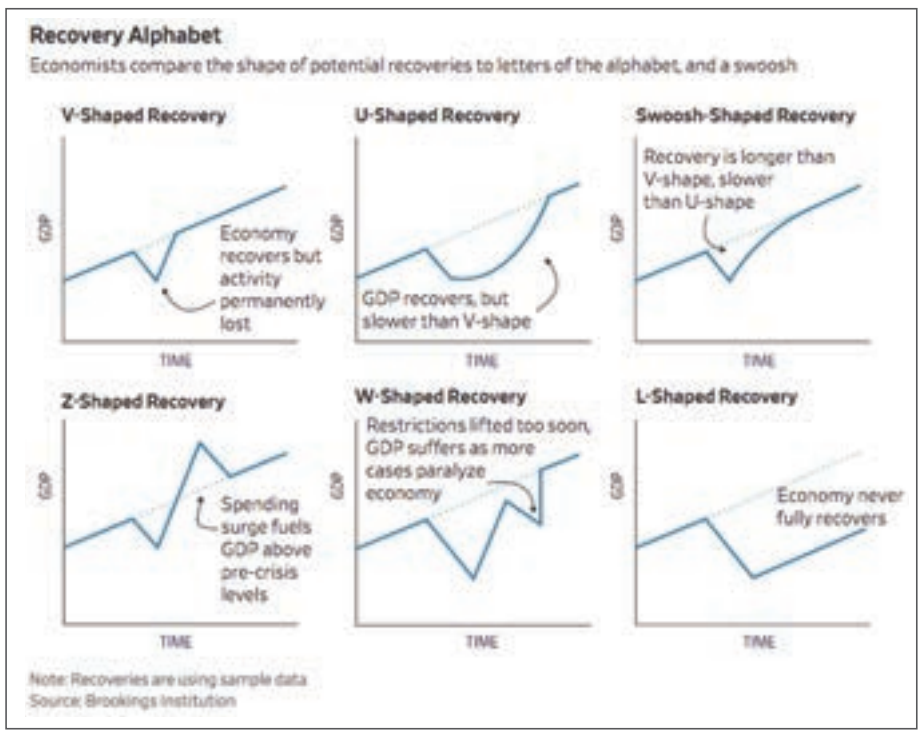 Recovery Alphabet
Economists compare the shape of potential recoveries to letters of the alphabet, and a swoosh
V-Shaped Recovery
GDP
Economy
recovers but
activity
permanently
lost
TIME
U-Shaped Recovery
GDP
GDP recovers, but
slower than V-shape
TIME
Swoosh-Shaped Recovery
Recovery is longer than
V-shape, slower
than U-shape
GDP
TIME
Z-Shaped Recovery
GDP
Spending
surge fuels
GDP above
pre-crisis
levels
TIME
W-Shaped Recovery
Restrictions lifted too soon,
GDP suffers as more
cases paralyze
economy
GDP
TIME
L-Shaped Recovery
GDP
Economy never
fully recovers
TIME
Note: Recoveries are using sample data
Source: Brookings Institution